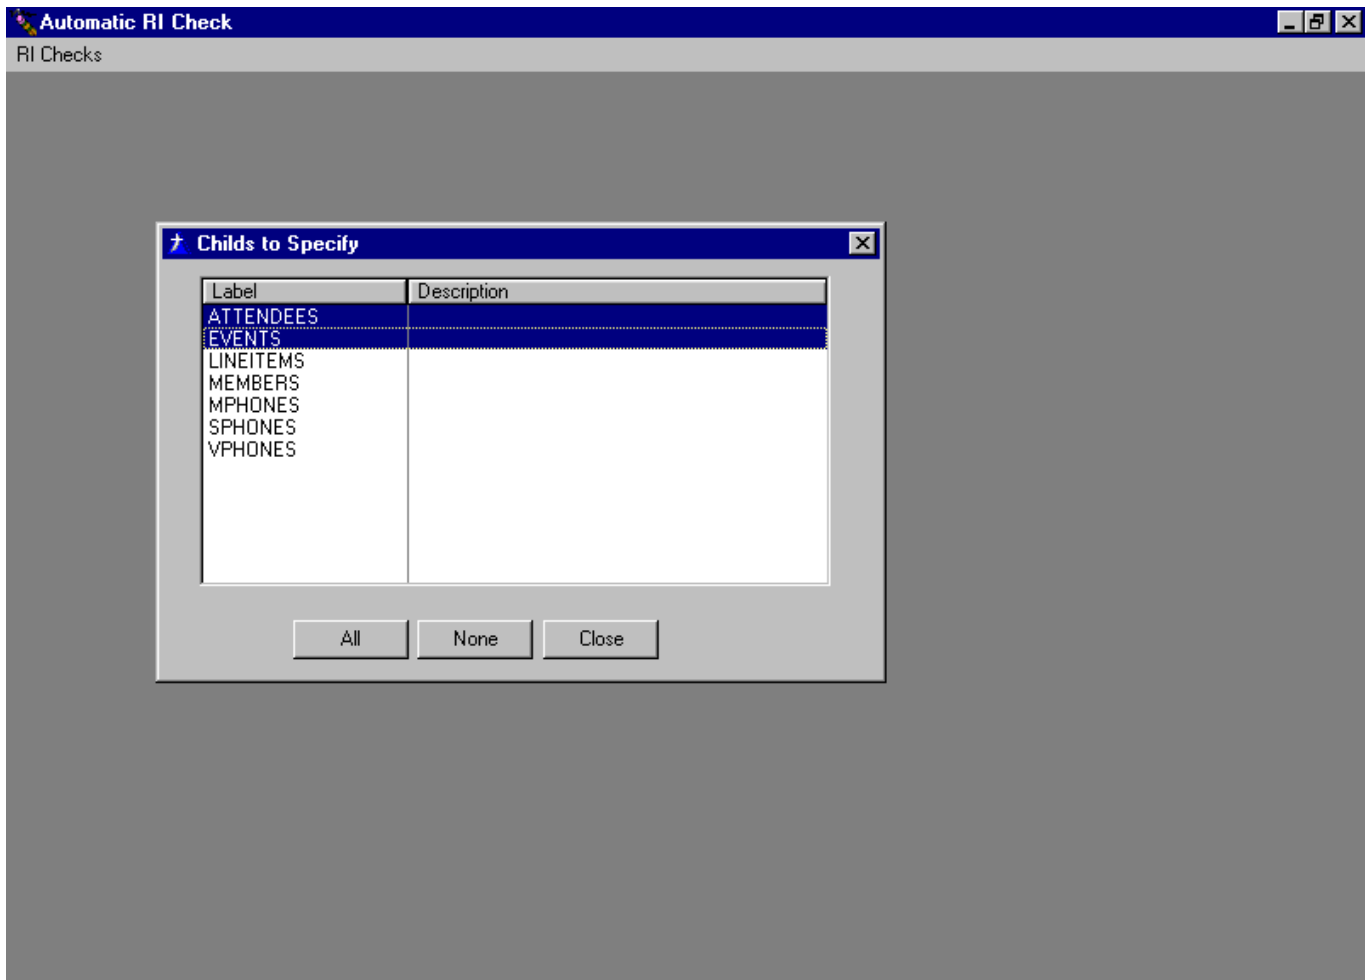 Automatic RI Check
RI Checks
Childs to Specify
Label Description
ATTENDEES
EVENTS
LINEITEMS
MEMBERS
MPHONES
SPHONES
VPHONES
All None Close